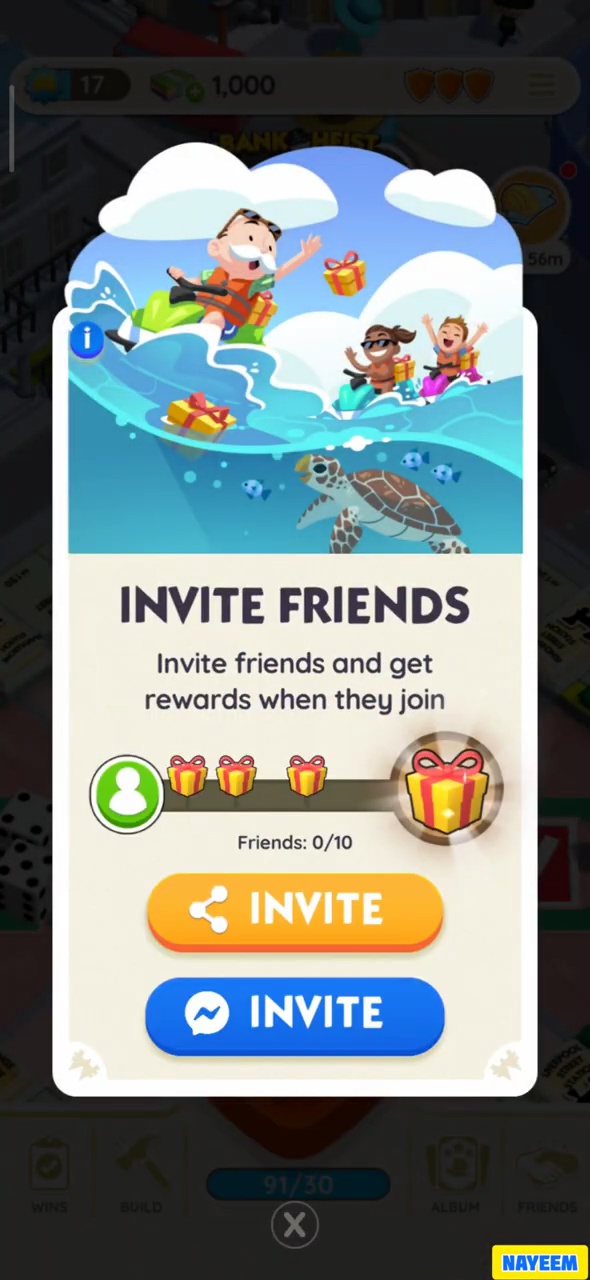 17
1,000
BANK HEIST
56m
i
INVITE FRIENDS
Invite friends and get
rewards when they join
Friends: 0/10
INVITE
INVITE
91/30
WINS
BUILD
ALBUM
FRIENDS
X
NAYEEM